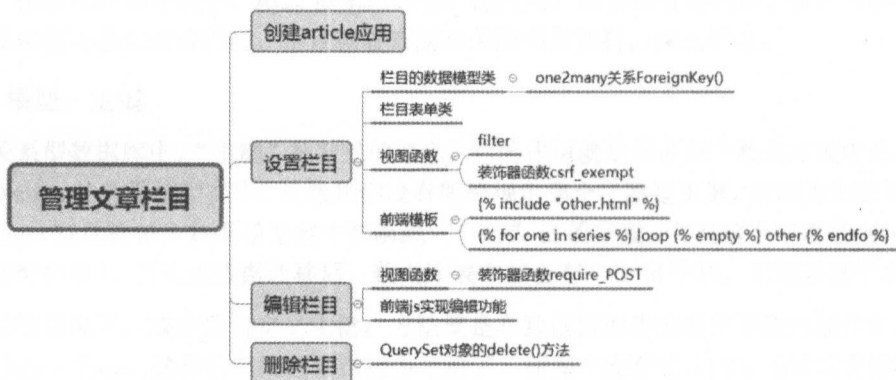 创建article应用
栏目的数据模型类
one2many关系ForeignKey()
栏目表单类
设置栏目
视图函数
filter
装饰器函数csrf_exempt
管理文章栏目
前端模板
{% include "other.html" %}
{% for one in series %} loop {% empty %} other {% endfo %}
编辑栏目
视图函数
装饰器函数require_POST
前端js实现编辑功能
删除栏目
QuerySet对象的delete()方法